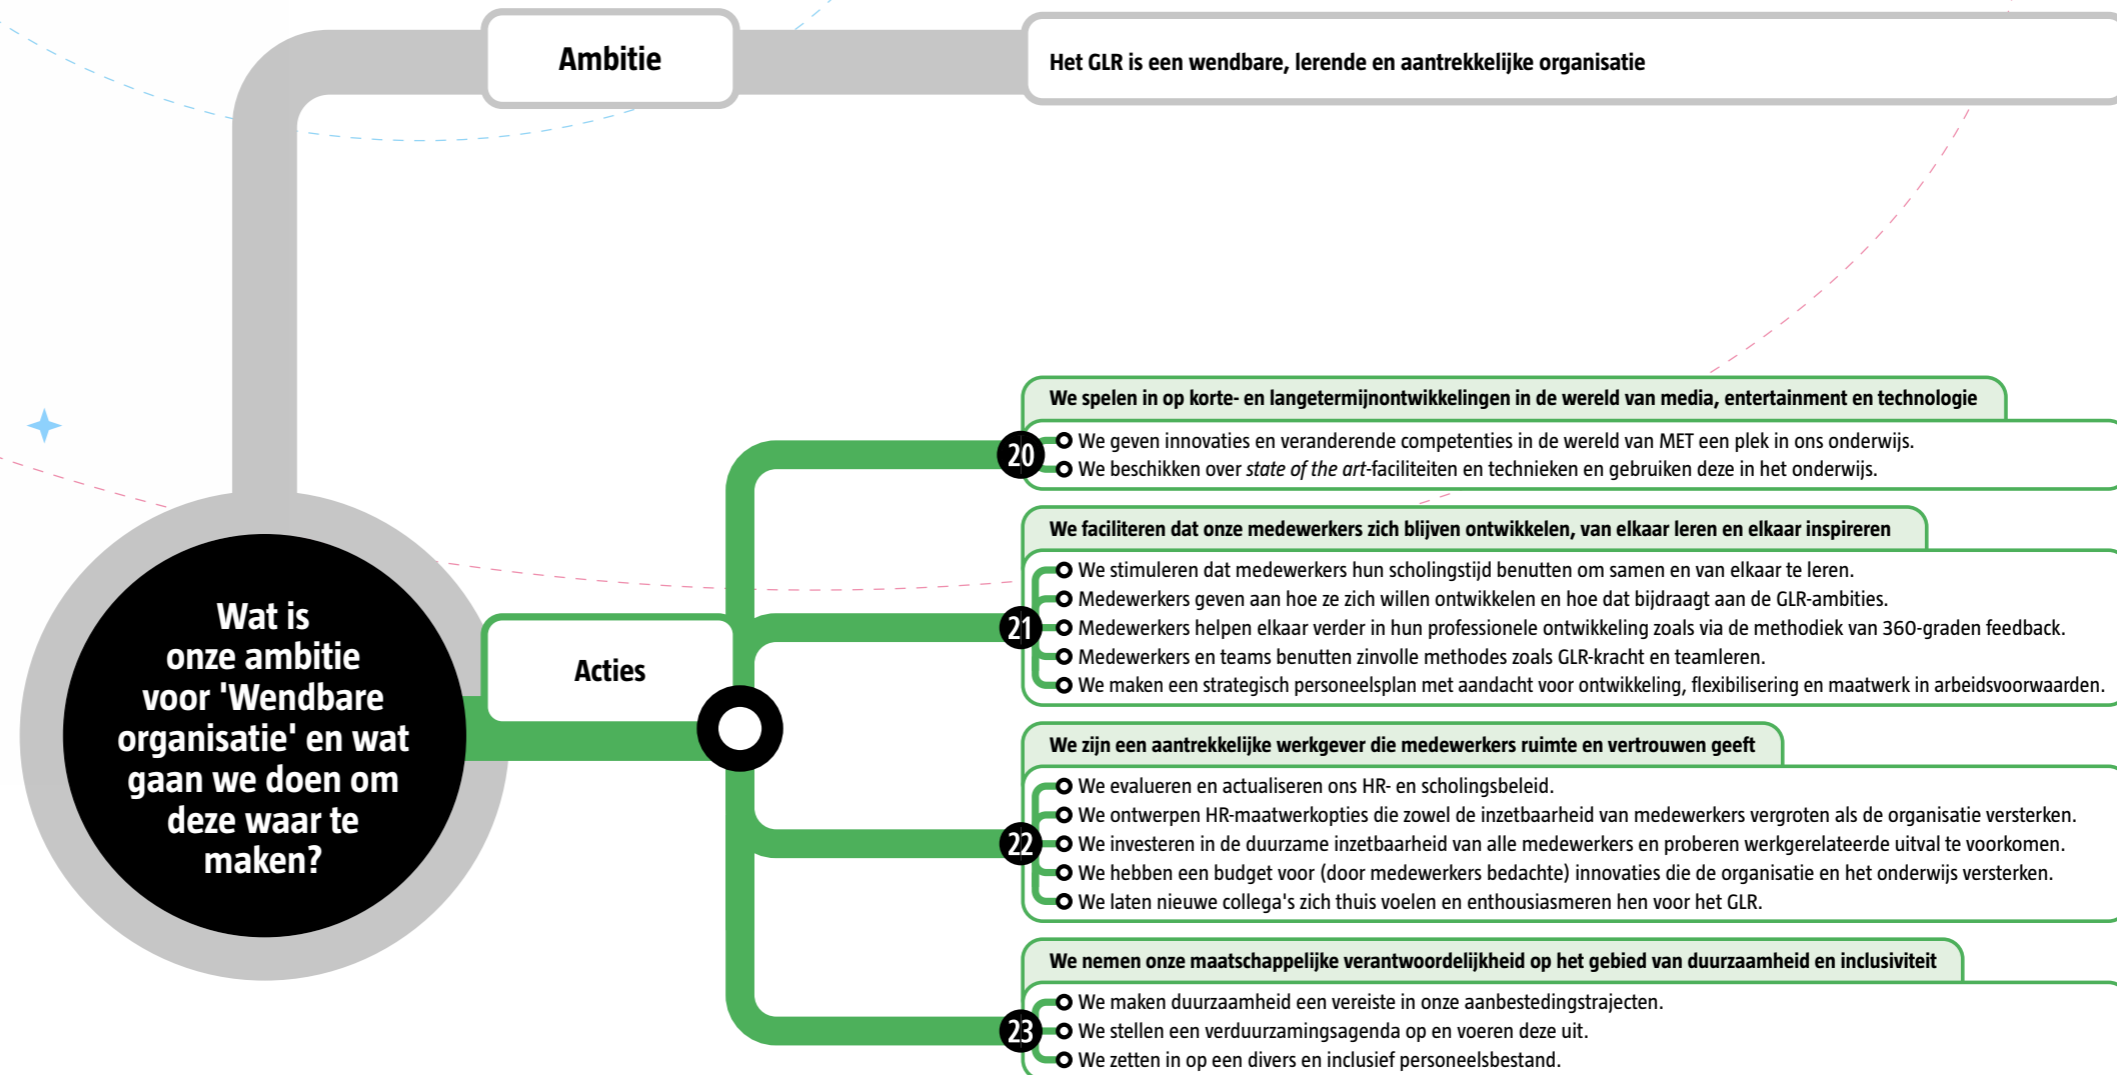 Ambitie
Het GLR is een wendbare, lerende en aantrekkelijke organisatie
Wat is
onze ambitie
voor 'Wendbare
organisatie' en wat
gaan we doen om
deze waar te
maken?
Acties
We spelen in op korte- en langetermijnontwikkelingen in de wereld van media, entertainment en technologie
20
We geven innovaties en veranderende competenties in de wereld van MET een plek in ons onderwijs.
We beschikken over state of the art-faciliteiten en technieken en gebruiken deze in het onderwijs.
We faciliteren dat onze medewerkers zich blijven ontwikkelen, van elkaar leren en elkaar inspireren
21
We stimuleren dat medewerkers hun scholingstijd benutten om samen en van elkaar te leren.
Medewerkers geven aan hoe ze zich willen ontwikkelen en hoe dat bijdraagt aan de GLR-ambities.
Medewerkers helpen elkaar verder in hun professionele ontwikkeling zoals via de methodiek van 360-graden feedback.
Medewerkers en teams benutten zinvolle methodes zoals GLR-kracht en teamleren.
We maken een strategisch personeelsplan met aandacht voor ontwikkeling, flexibilisering en maatwerk in arbeidsvoorwaarden.
We zijn een aantrekkelijke werkgever die medewerkers ruimte en vertrouwen geeft
22
We evalueren en actualiseren ons HR- en scholingsbeleid.
We ontwerpen HR-maatwerkopties die zowel de inzetbaarheid van medewerkers vergroten als de organisatie versterken.
We investeren in de duurzame inzetbaarheid van alle medewerkers en proberen werkgerelateerde uitval te voorkomen.
We hebben een budget voor (door medewerkers bedachte) innovaties die de organisatie en het onderwijs versterken.
We laten nieuwe collega's zich thuis voelen en enthousiasmeren hen voor het GLR.
We nemen onze maatschappelijke verantwoordelijkheid op het gebied van duurzaamheid en inclusiviteit
23
We maken duurzaamheid een vereiste in onze aanbestedingstrajecten.
We stellen een verduurzamingsagenda op en voeren deze uit.
We zetten in op een divers en inclusief personeelsbestand.